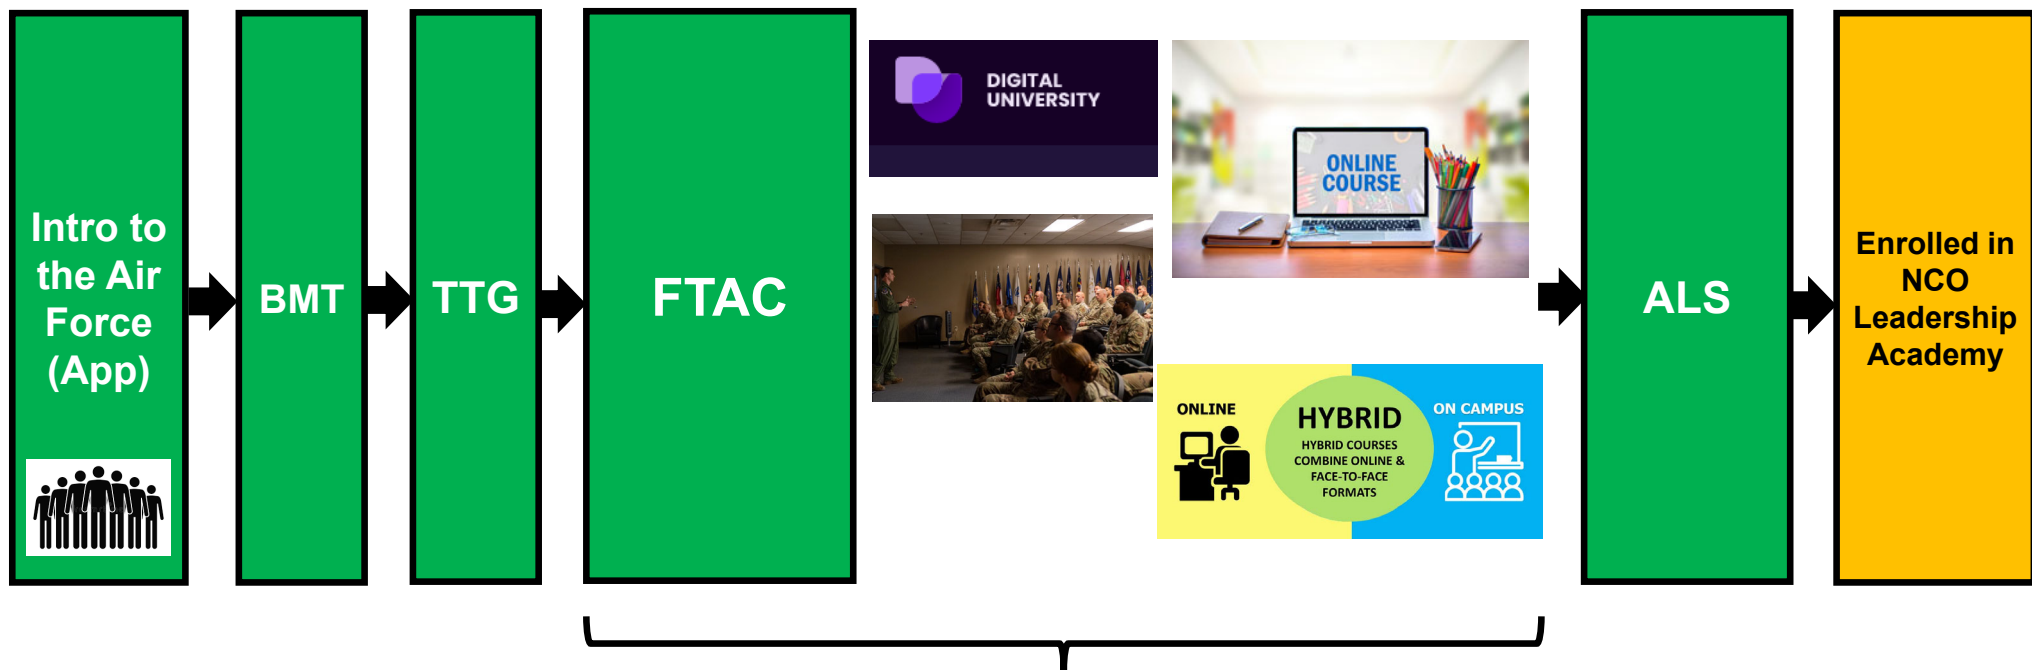 Intro to
the Air
Force
(App)
BMT
TTG
FTAC
DIGITAL
UNIVERSITY
ONLINE
COURSE
ONLINE
HYBRID
HYBRID COURSES
COMBINE ONLINE &
FACE-TO-FACE
FORMATS
ON CAMPUS
ALS
Enrolled in
NCO
Leadership
Academy